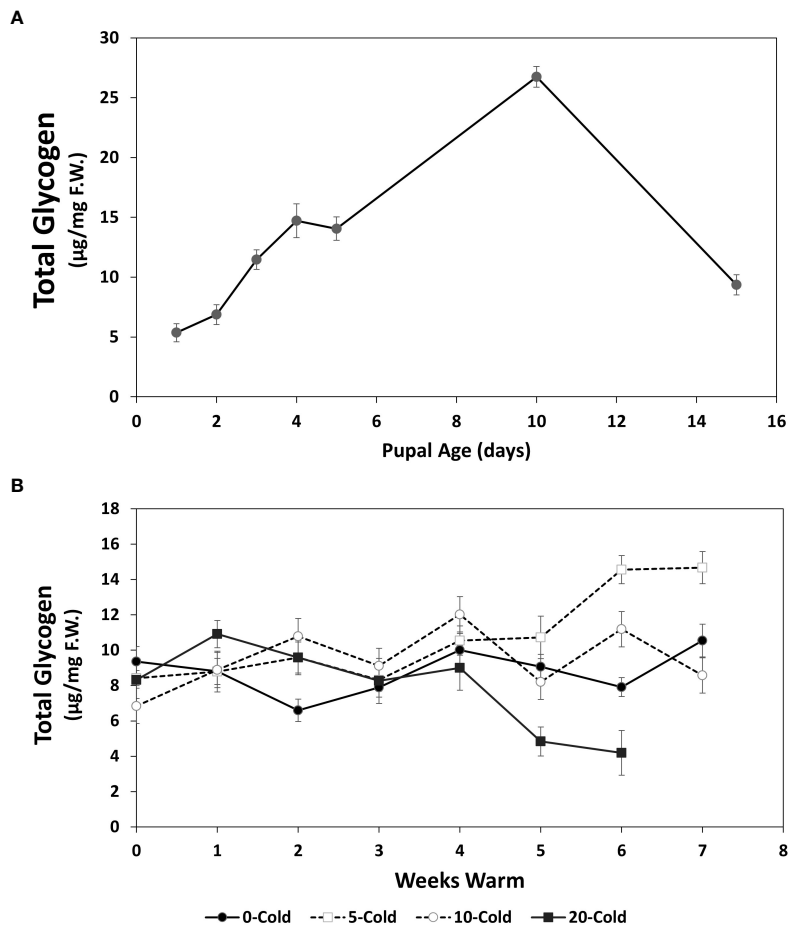 A
30
25
20
15
10
5
0
Total Glycogen
(µg/mg F.W.)
0 2 4 6 8 10 12 14 16
Pupal Age (days)
B
18
16
14
12
10
8
6
4
2
0
Total Glycogen
(µg/mg F.W.)
0 1 2 3 4 5 6 7 8
Weeks Warm
0-Cold 5-Cold 10-Cold 20-Cold